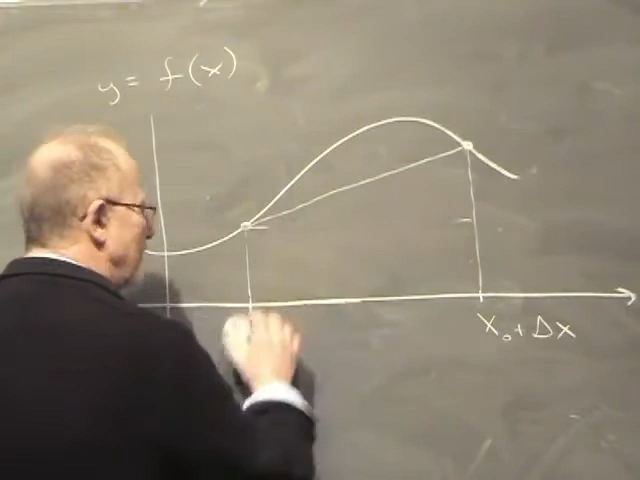 y = f(x)
x₀ + Δx